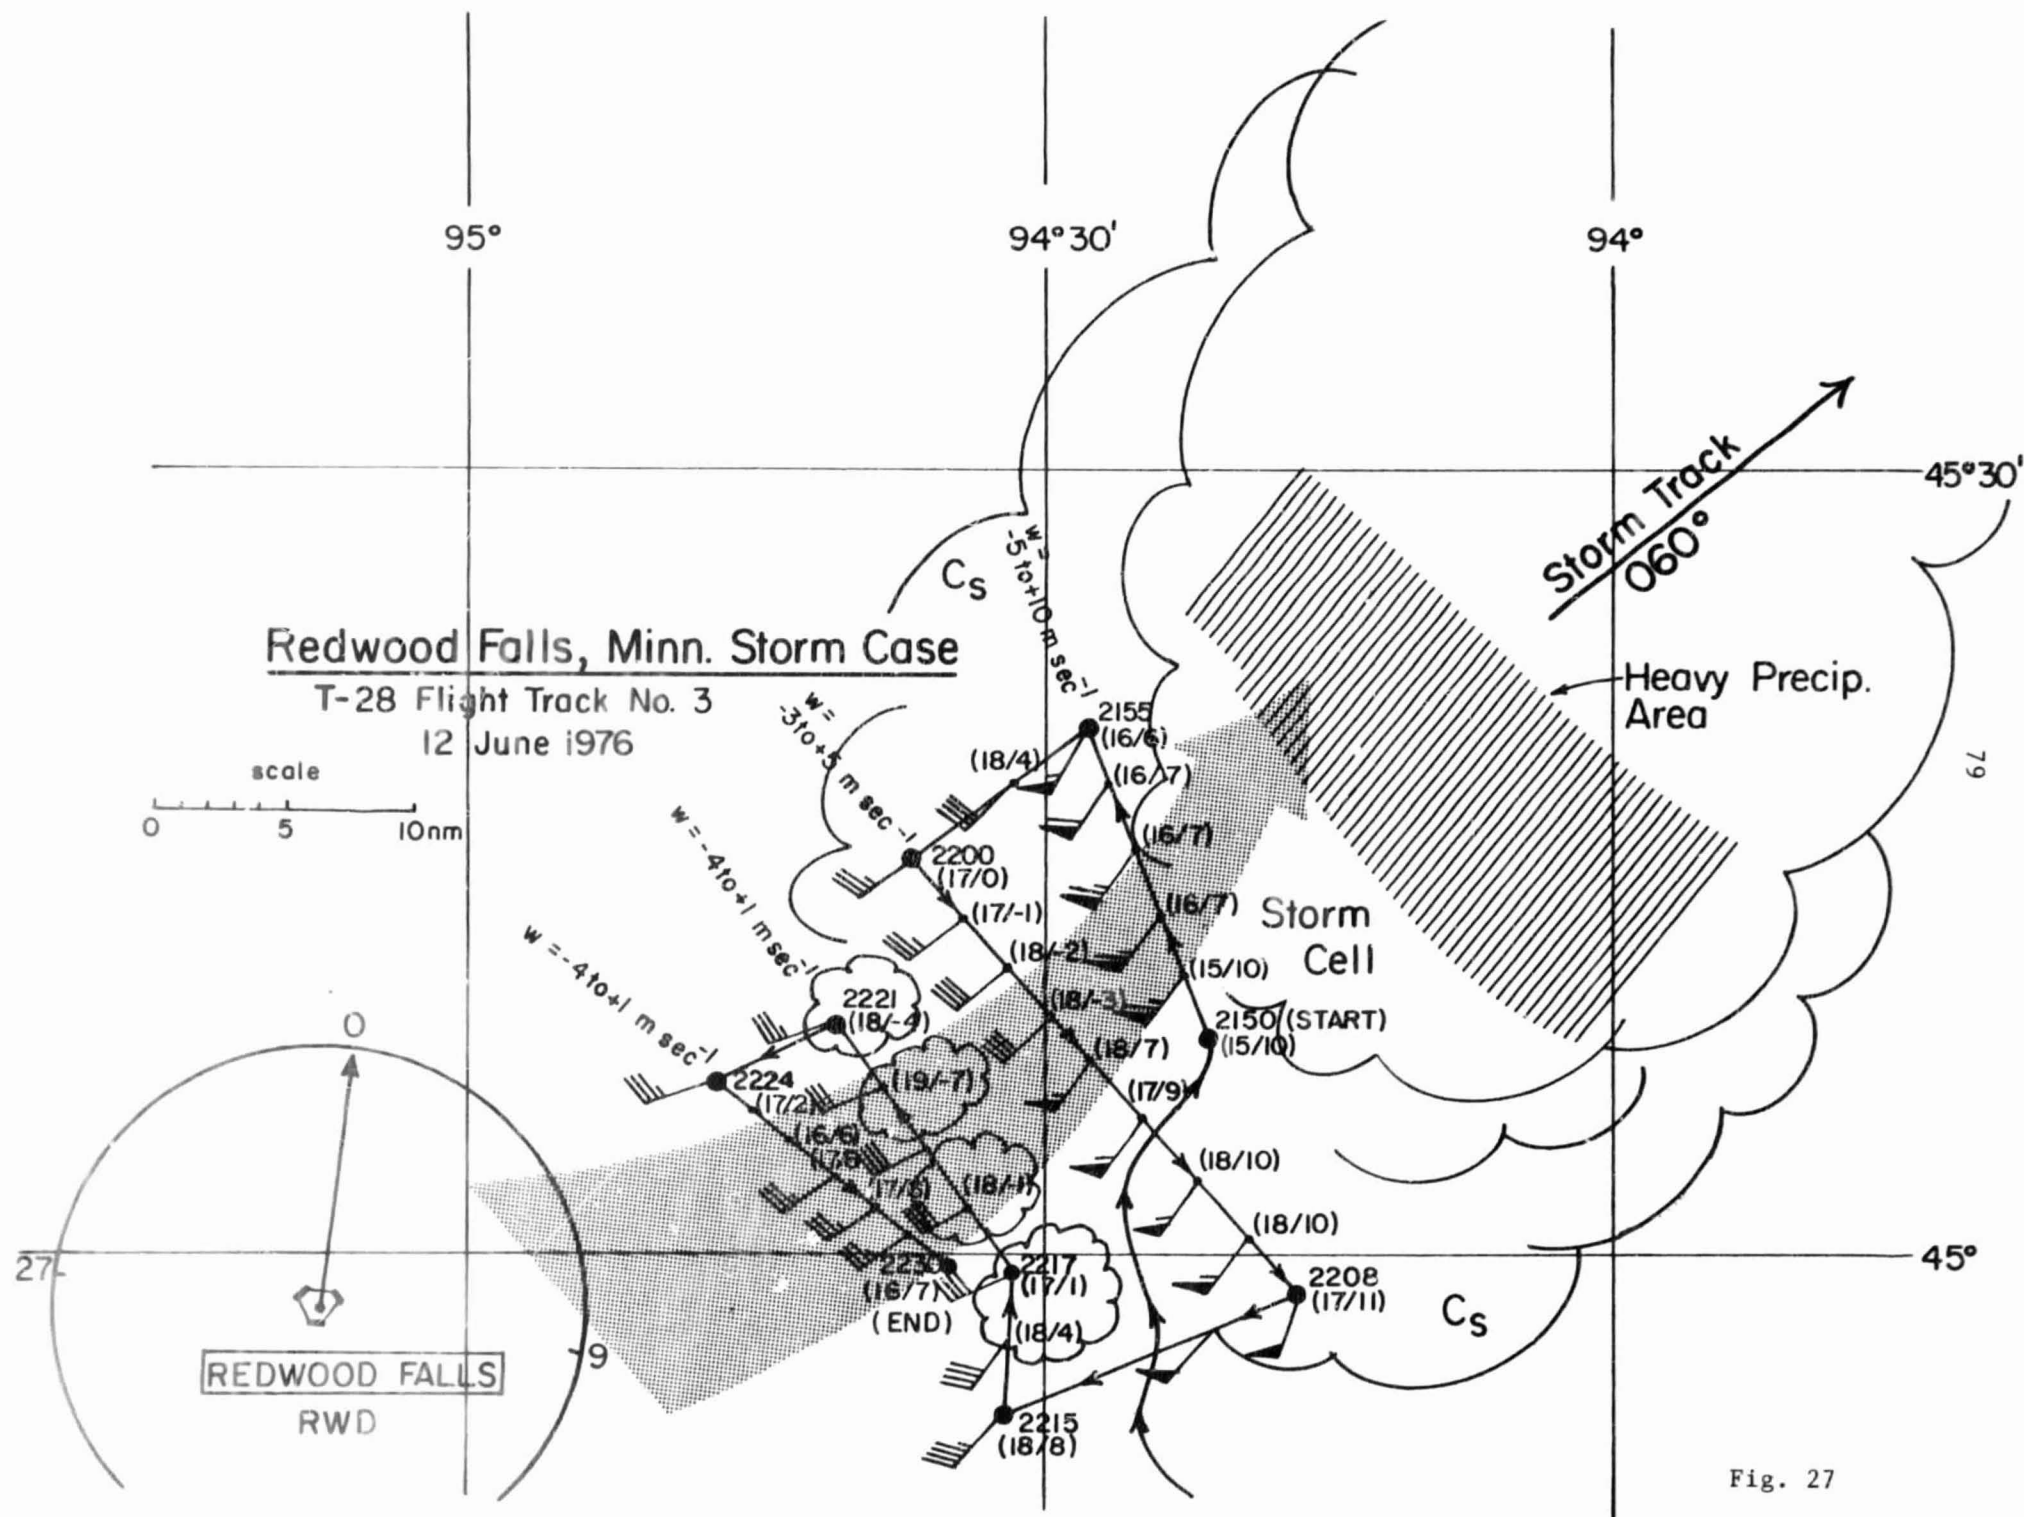 95°
94°30'
94°
45°30'
Storm Track
060°
Cs
w =
-5 to +10 m sec⁻¹
Redwood Falls, Minn. Storm Case
T-28 Flight Track No. 3
12 June 1976
scale
0 5 10nm
Heavy Precip.
Area
79
w =
-3 to +5 m sec⁻¹
2155
(16/6)
(18/4)
(16/7)
(16/7)
2200
(17/0)
w = -4 to +1 m sec⁻¹
(17/-1)
(16/7)
Storm
Cell
w = -4 to +1 m sec⁻¹
(18/-2)
(15/10)
2221
(18/-4)
(18/-3)
2150 (START)
(15/10)
0
(18/7)
2224
(17/2)
(19/-7)
(17/9)
(16/6)
(18/-1)
(18/10)
(18/10)
27
45°
2230
(16/7)
(END)
2217
(17/1)
2208
(17/11)
Cs
(18/4)
9
REDWOOD FALLS
RWD
2215
(18/8)
Fig. 27